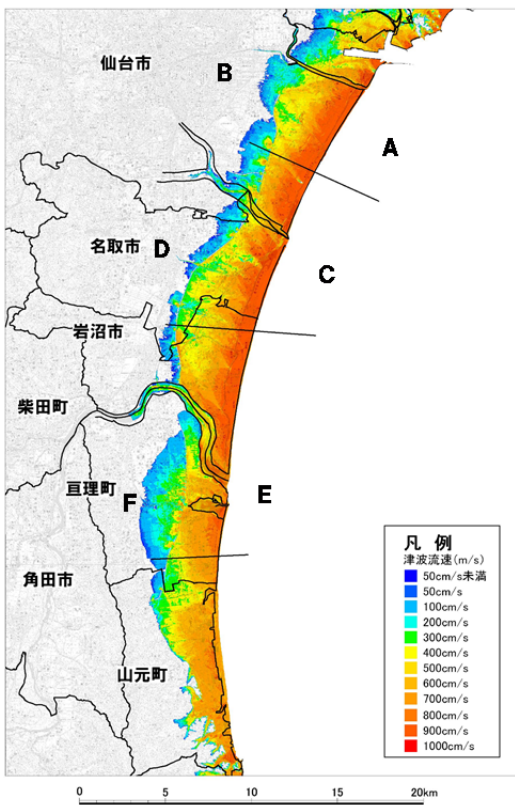 仙台市
B
A
名取市
D
C
岩沼市
柴田町
亘理町
F
E
角田市
山元町
凡 例
津波流速(m/s)
50cm/s未満
50cm/s
100cm/s
200cm/s
300cm/s
400cm/s
500cm/s
600cm/s
700cm/s
800cm/s
900cm/s
1000cm/s
0 5 10 15 20km